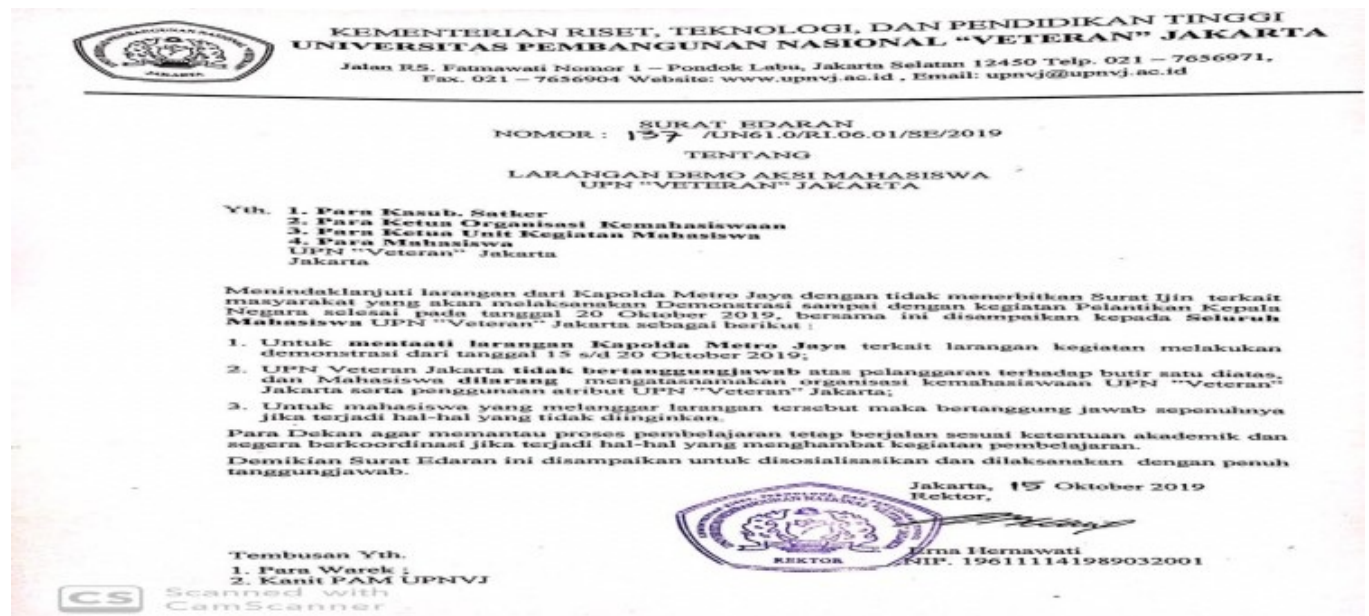 KEMENTERIAN RISET, TEKNOLOGI, DAN PENDIDIKAN TINGGI
UNIVERSITAS PEMBANGUNAN NASIONAL "VETERAN" JAKARTA
Jalan RS. Fatmawati Nomor 1 – Pondok Labu, Jakarta Selatan 12450 Telp. 021 – 7656971,
Fax. 021 – 7656904 Website: www.upnvj.ac.id , Email: upnvj@upnvj.ac.id
JAKARTA
SURAT EDARAN
NOMOR : 137 /UN61.0/RI.06.01/SE/2019
TENTANG
LARANGAN DEMO AKSI MAHASISWA
UPN "VETERAN" JAKARTA
Yth. 1. Para Kasub. Satker
2. Para Ketua Organisasi Kemahasiswaan
3. Para Ketua Unit Kegiatan Mahasiswa
4. Para Mahasiswa
UPN "Veteran" Jakarta
Jakarta
Menindaklanjuti larangan dari Kapolda Metro Jaya dengan tidak menerbitkan Surat Ijin terkait
masyarakat yang akan melaksanakan Demonstrasi sampai dengan kegiatan Pelantikan Kepala
Negara selesai pada tanggal 20 Oktober 2019, bersama ini disampaikan kepada Seluruh
Mahasiswa UPN "Veteran" Jakarta sebagai berikut :
1. Untuk mentaati larangan Kapolda Metro Jaya terkait larangan kegiatan melakukan
demonstrasi dari tanggal 15 s/d 20 Oktober 2019;
2. UPN Veteran Jakarta tidak bertanggungjawab atas pelanggaran terhadap butir satu diatas,
dan Mahasiswa dilarang mengatasnamakan organisasi kemahasiswaan UPN "Veteran"
Jakarta serta penggunaan atribut UPN "Veteran" Jakarta;
3. Untuk mahasiswa yang melanggar larangan tersebut maka bertanggung jawab sepenuhnya
jika terjadi hal-hal yang tidak diinginkan.
Para Dekan agar memantau proses pembelajaran tetap berjalan sesuai ketentuan akademik dan
segera berkoordinasi jika terjadi hal-hal yang menghambat kegiatan pembelajaran.
Demikian Surat Edaran ini disampaikan untuk disosialisasikan dan dilaksanakan dengan penuh
tanggungjawab.
Jakarta, 15 Oktober 2019
Rektor,
REKTOR
Erna Hernawati
NIP. 196111141989032001
Tembusan Yth.
1. Para Warek ;
2. Kanit PAM UPNVJ
CS Scanned with
CamScanner